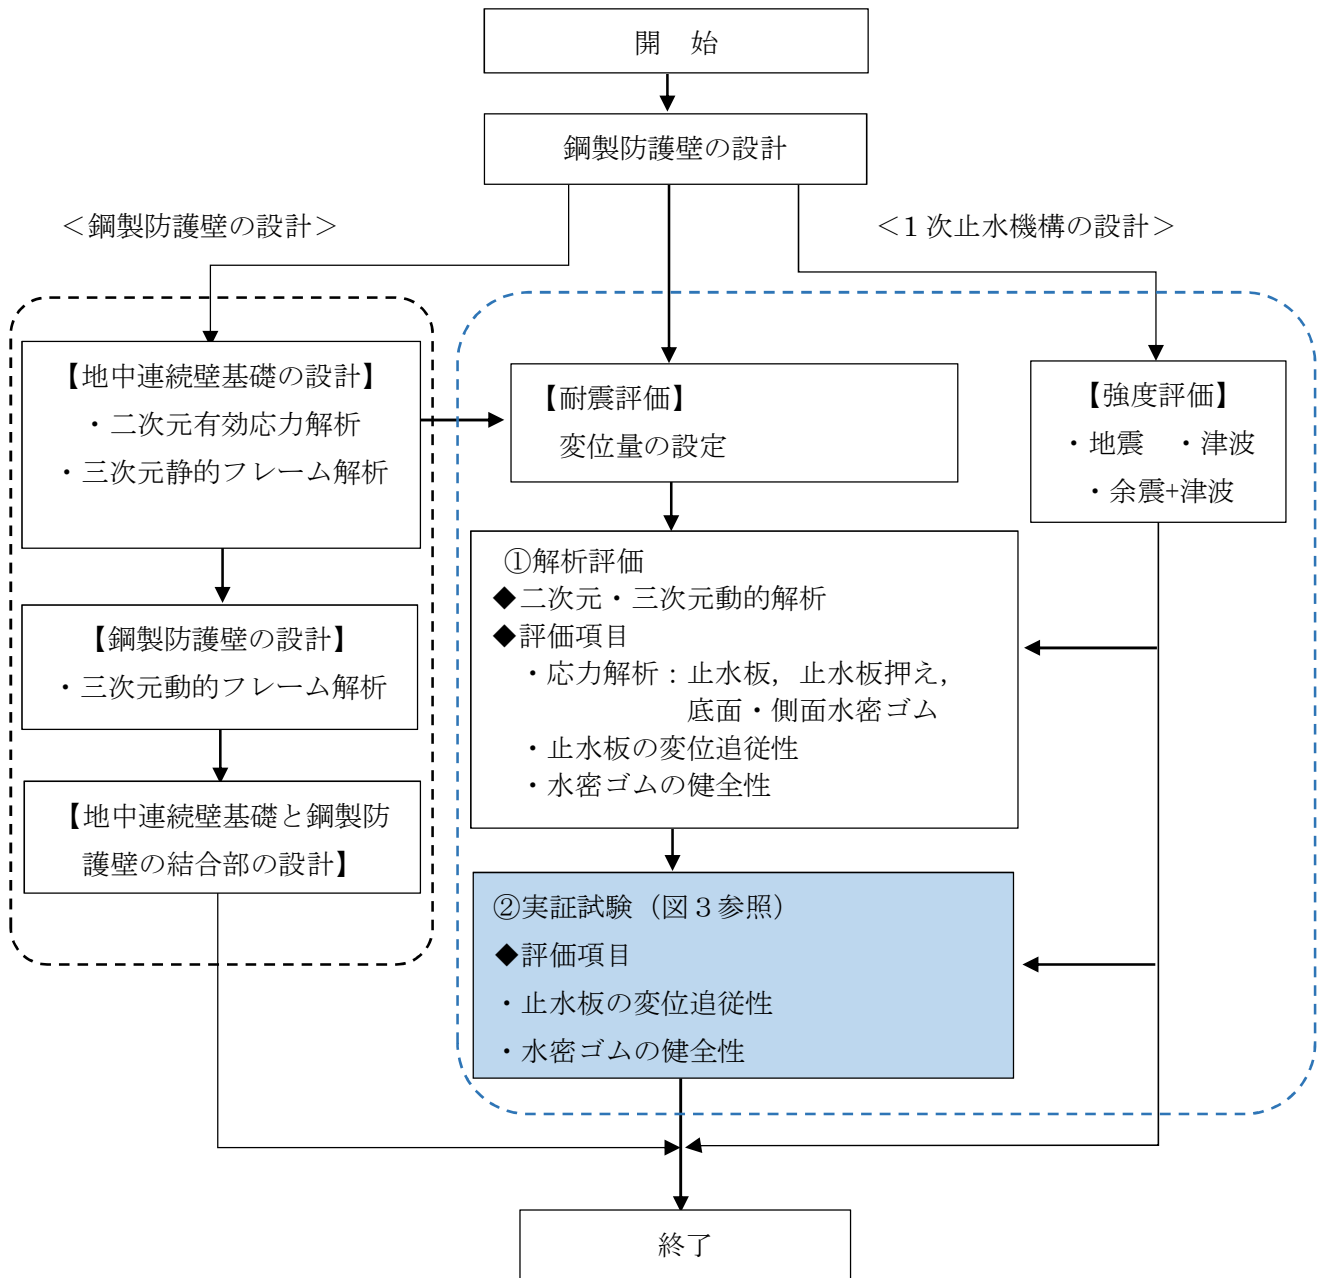 開　始
鋼製防護壁の設計
＜鋼製防護壁の設計＞
＜１次止水機構の設計＞
【地中連続壁基礎の設計】
・二次元有効応力解析
・三次元静的フレーム解析
【鋼製防護壁の設計】
・三次元動的フレーム解析
【地中連続壁基礎と鋼製防
護壁の結合部の設計】
【耐震評価】
変位量の設定
①解析評価
◆二次元・三次元動的解析
◆評価項目
・応力解析：止水板，止水板押え，
底面・側面水密ゴム
・止水板の変位追従性
・水密ゴムの健全性
②実証試験（図３参照）
◆評価項目
・止水板の変位追従性
・水密ゴムの健全性
【強度評価】
・地震　・津波
・余震+津波
終了